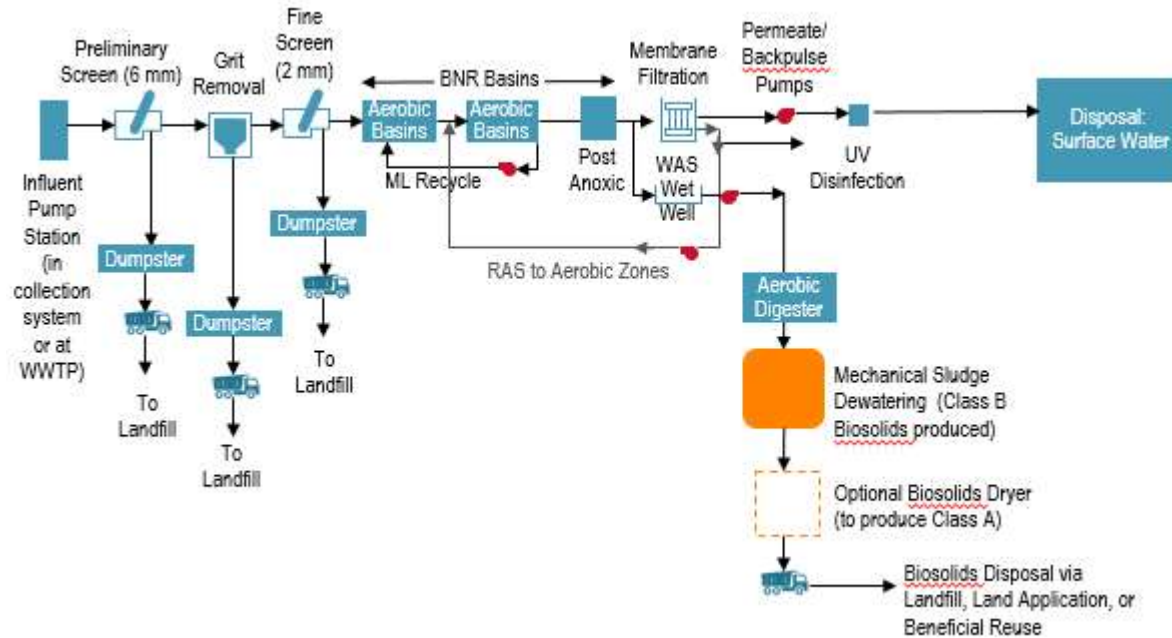 Preliminary
Screen (6 mm)
Grit
Removal
Fine
Screen
(2 mm)
BNR Basins
Membrane
Filtration
Permeate/
Backpulse
Pumps
Aerobic
Basins
Aerobic
Basins
Disposal:
Surface Water
Influent
Pump
Station
(in
collection
system
or at
WWTP)
ML Recycle
Post
Anoxic
WAS
Wet
Well
UV
Disinfection
Dumpster
Dumpster
Dumpster
RAS to Aerobic Zones
To
Landfill
To
Landfill
To
Landfill
Aerobic
Digester
Mechanical Sludge
Dewatering (Class B
Biosolids produced)
Optional Biosolids Dryer
(to produce Class A)
Biosolids Disposal via
Landfill, Land Application, or
Beneficial Reuse